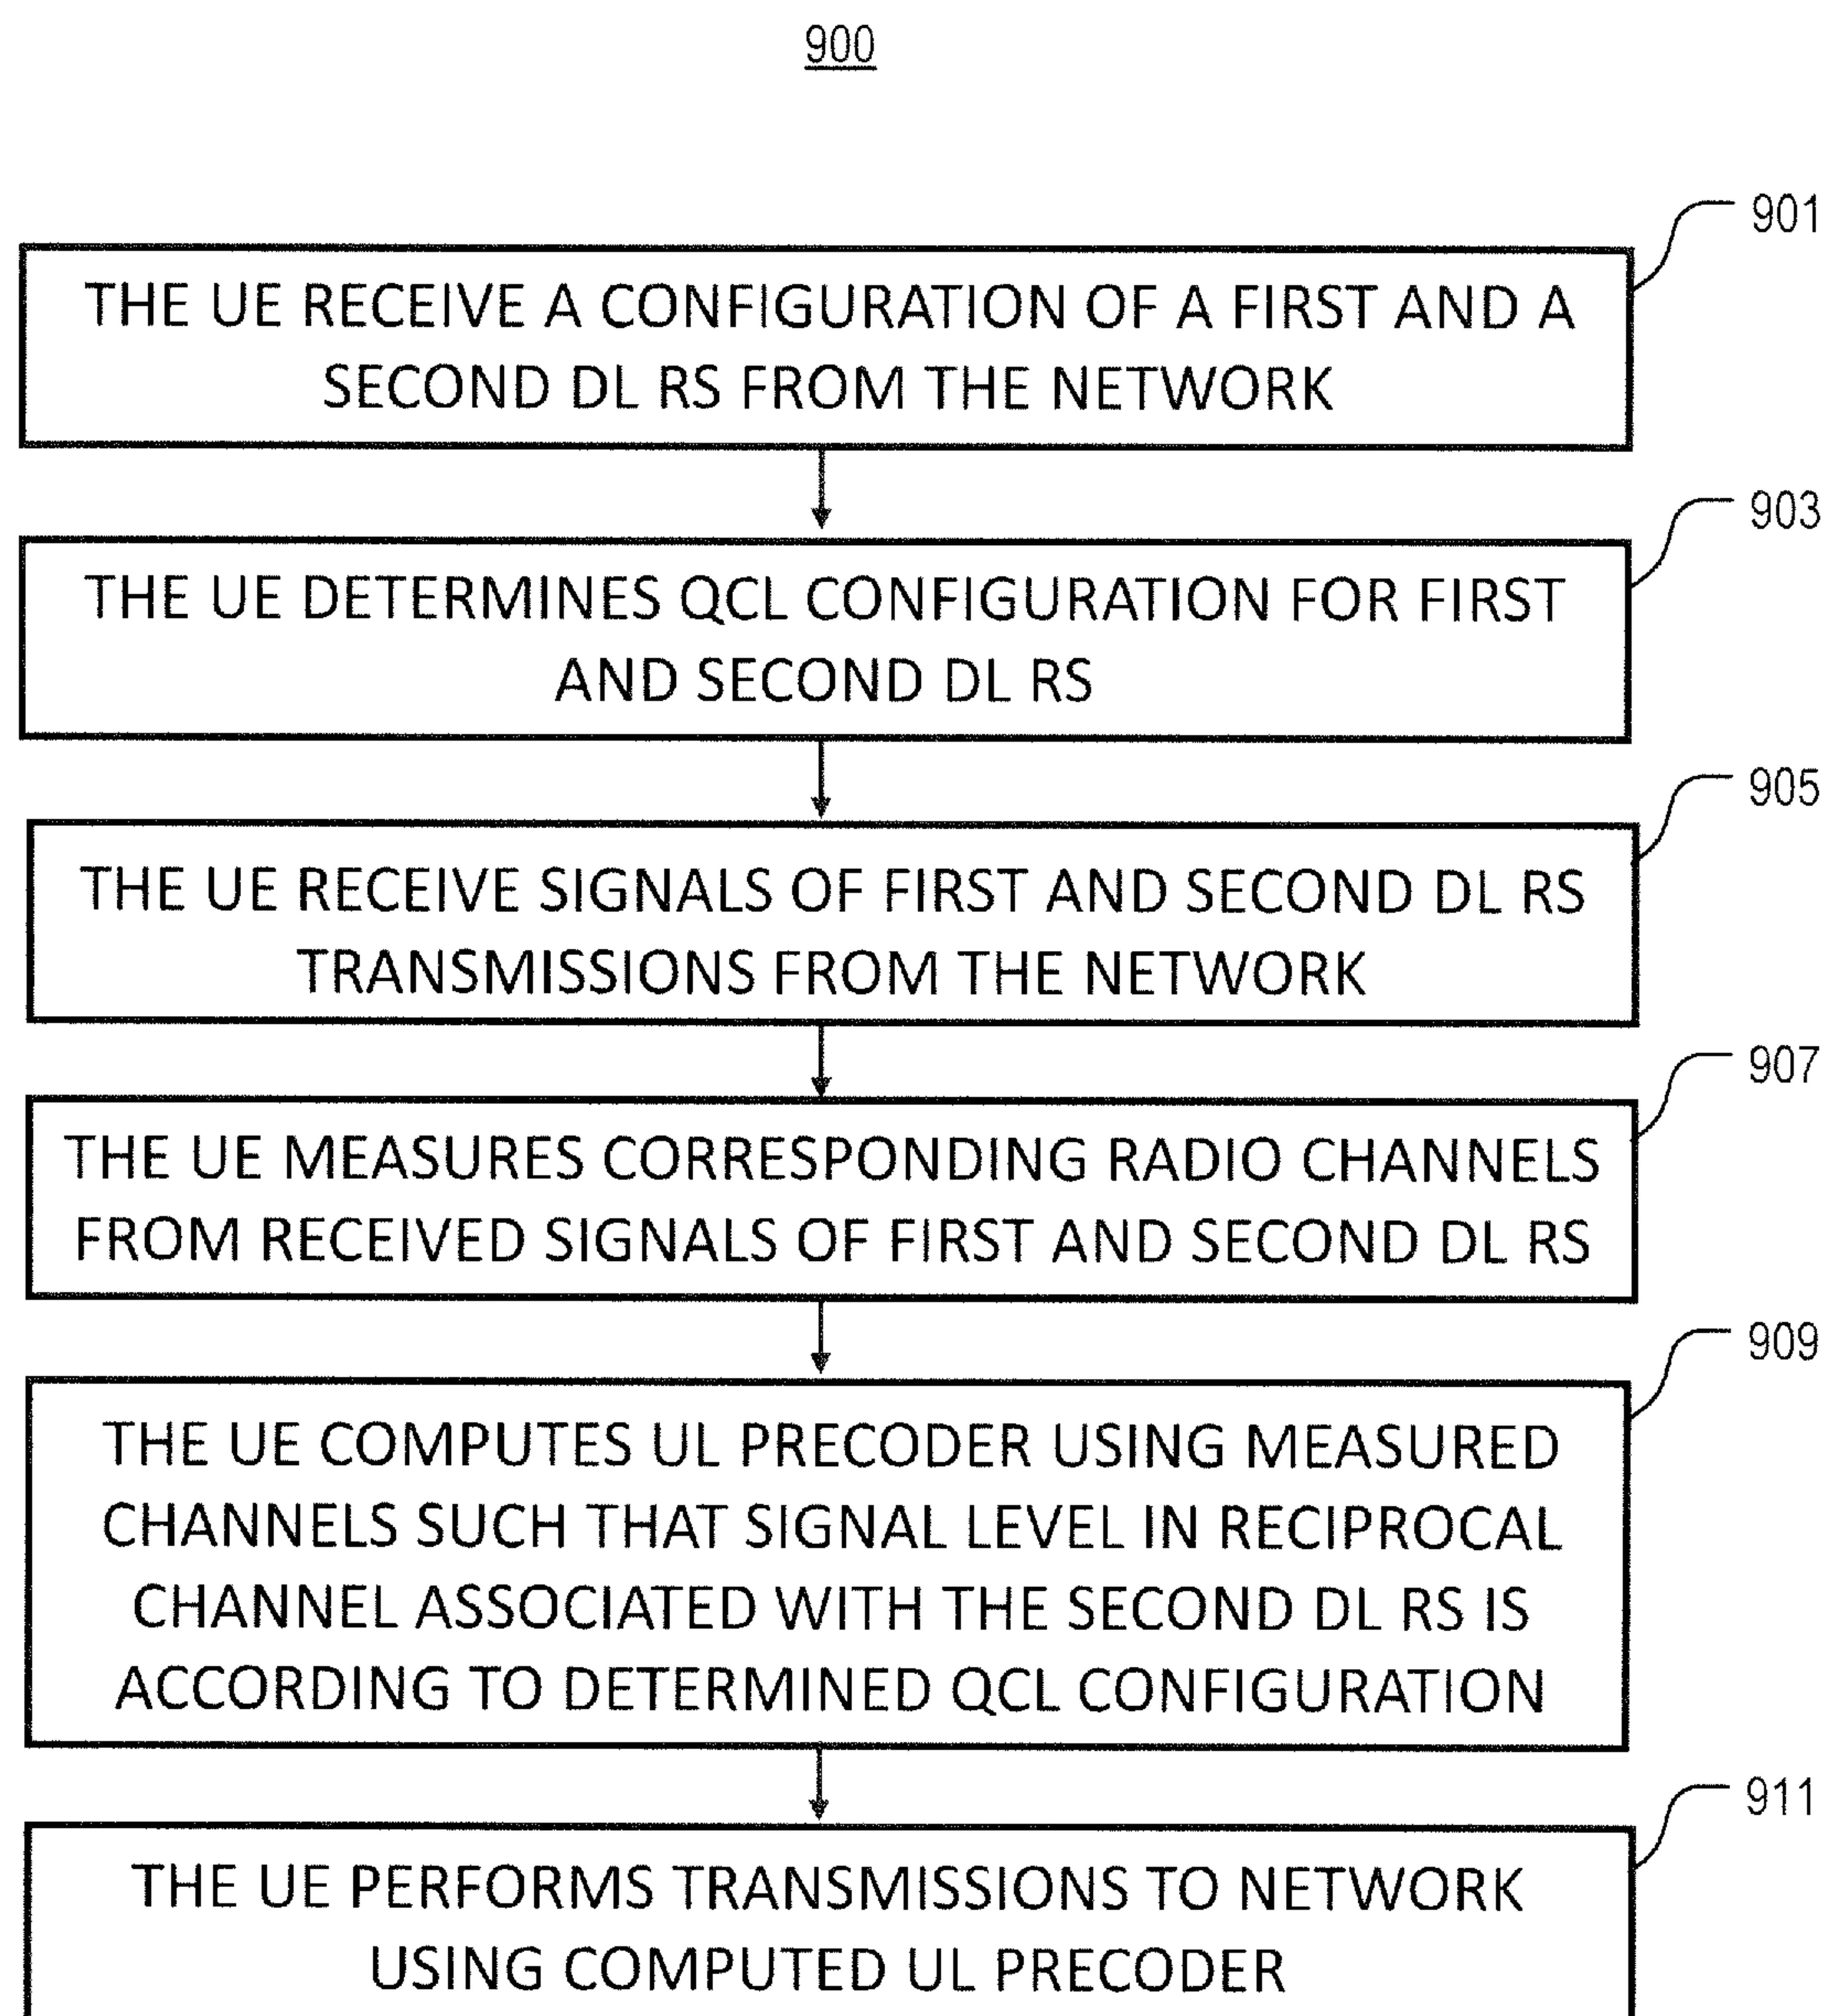 900
901
THE UE RECEIVE A CONFIGURATION OF A FIRST AND A
SECOND DL RS FROM THE NETWORK
903
THE UE DETERMINES QCL CONFIGURATION FOR FIRST
AND SECOND DL RS
905
THE UE RECEIVE SIGNALS OF FIRST AND SECOND DL RS
TRANSMISSIONS FROM THE NETWORK
907
THE UE MEASURES CORRESPONDING RADIO CHANNELS
FROM RECEIVED SIGNALS OF FIRST AND SECOND DL RS
909
THE UE COMPUTES UL PRECODER USING MEASURED
CHANNELS SUCH THAT SIGNAL LEVEL IN RECIPROCAL
CHANNEL ASSOCIATED WITH THE SECOND DL RS IS
ACCORDING TO DETERMINED QCL CONFIGURATION
911
THE UE PERFORMS TRANSMISSIONS TO NETWORK
USING COMPUTED UL PRECODER